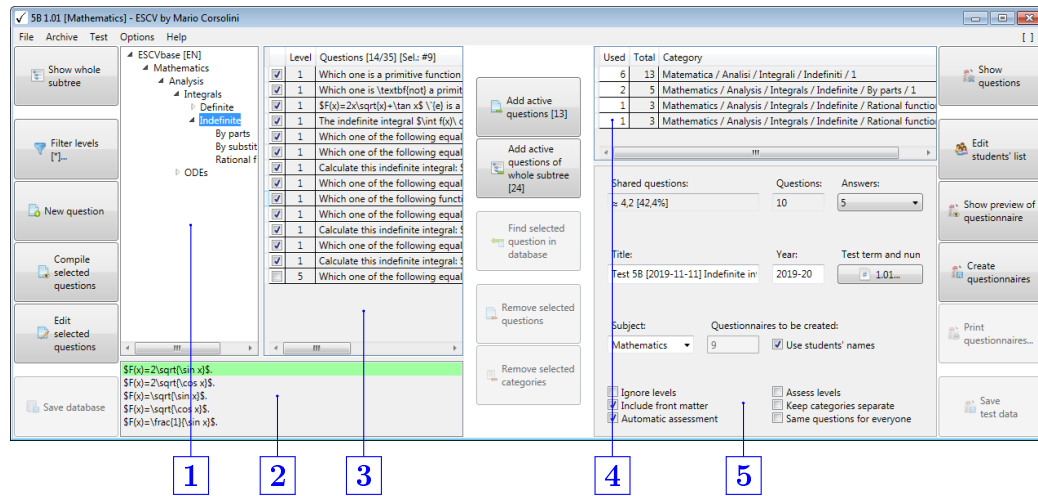 5B 1.01 [Mathematics] - ESCV by Mario Corsolini
File Archive Test Options Help [ ]
Show whole
subtree
Filter levels
[*]...
New question
Compile
selected
questions
Edit
selected
questions
Save database
ESCVbase [EN]
Mathematics
Analysis
Integrals
Definite
Indefinite
By parts
By substit
Rational f
ODEs
Level Questions [14/35] [Sel.: #9]
1 Which one is a primitive function
1 Which one is \textbf{not} a primit
1 $F(x)=2x\sqrt{x}+\tan x$ \`{e} is a
1 The indefinite integral $\int f(x)\ c
1 Which one of the following equal
1 Which one of the following equal
1 Calculate this indefinite integral: $
1 Which one of the following equal
1 Which one of the following functi
1 Which one of the following equal
1 Calculate this indefinite integral: $
1 Which one of the following equal
1 Calculate this indefinite integral: $
5 Which one of the following equal
$F(x)=2\sqrt{\sin x}$.
$F(x)=2\sqrt{\cos x}$.
$F(x)=\sqrt{\sin x}$.
$F(x)=\sqrt{\cos x}$.
$F(x)=\frac{1}{\sin x}$.
Add active
questions [13]
Add active
questions of
whole subtree
[24]
Find selected
question in
database
Remove selected
questions
Remove selected
categories
Used Total Category
6 13 Matematica / Analisi / Integrali / Indefiniti / 1
2 5 Mathematics / Analysis / Integrals / Indefinite / By parts / 1
1 3 Mathematics / Analysis / Integrals / Indefinite / Rational functio
1 3 Mathematics / Analysis / Integrals / Indefinite / Rational functio
Shared questions: Questions: Answers:
≈ 4,2 [42,4%] 10 5
Title: Year: Test term and nun
Test 5B [2019-11-11] Indefinite in 2019-20 # 1.01...
Subject: Questionnaires to be created:
Mathematics 9 Use students' names
Ignore levels Assess levels
Include front matter Keep categories separate
Automatic assessment Same questions for everyone
Show
questions
Edit
students' list
Show preview of
questionnaire
Create
questionnaires
Print
questionnaires...
Save
test data
1 2 3 4 5